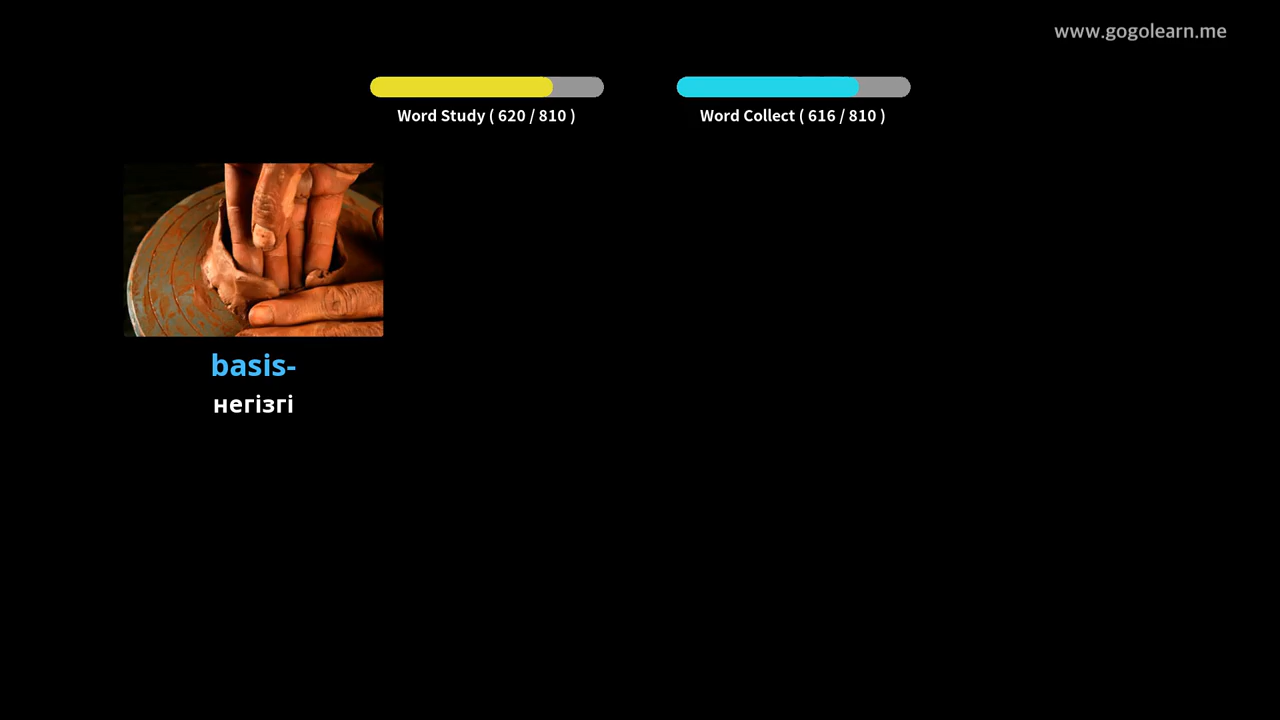 www.gogolearn.me
Word Study ( 620 / 810 )
Word Collect ( 616 / 810 )
basis-
негізгі